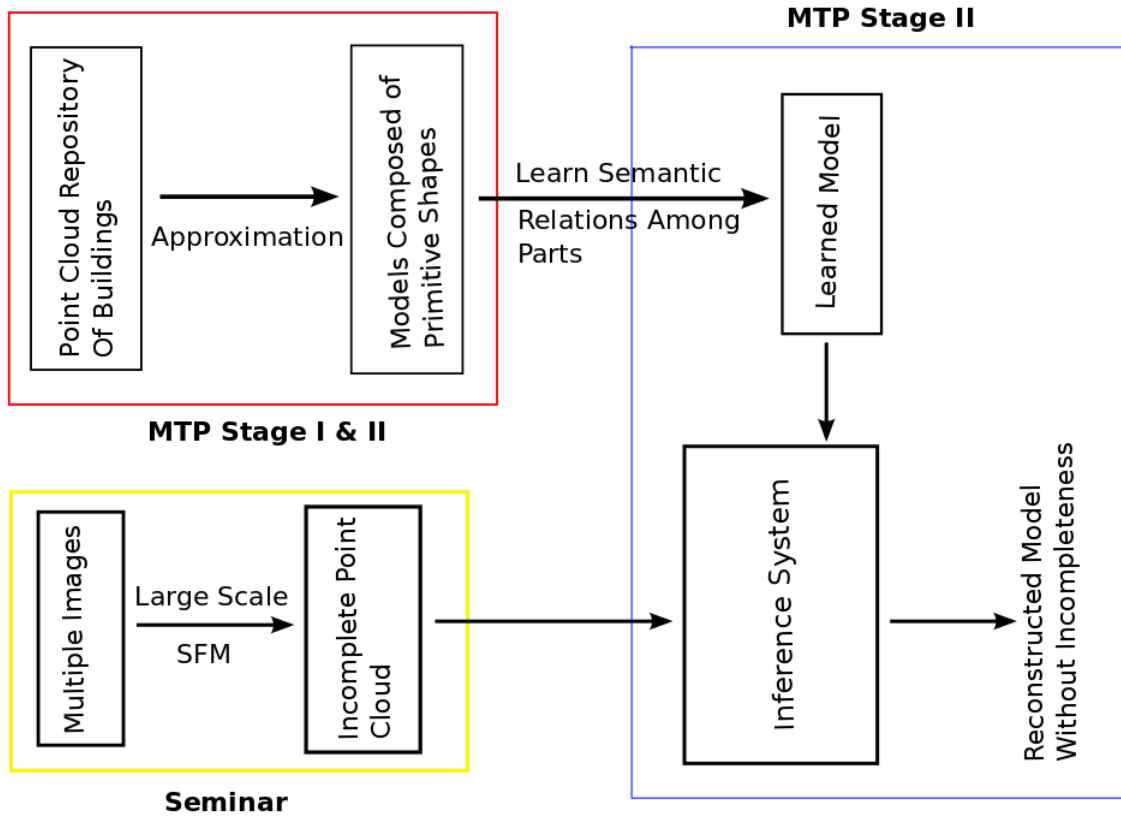 MTP Stage II
Point Cloud Repository
Of Buildings
Approximation
Models Composed of
Primitive Shapes
Learn Semantic
Relations Among
Parts
Learned Model
MTP Stage I & II
Multiple Images
Large Scale
SFM
Incomplete Point
Cloud
Inference System
Reconstructed Model
Without Incompleteness
Seminar